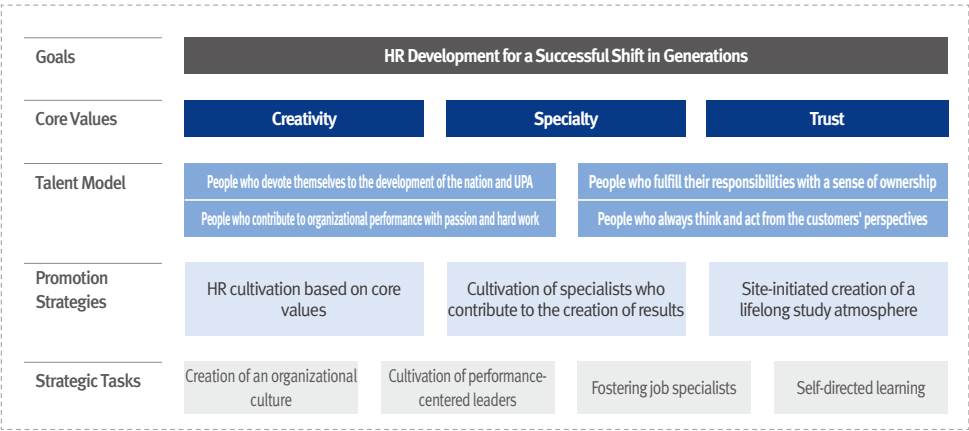 Goals
HR Development for a Successful Shift in Generations
Core Values
Creativity
Specialty
Trust
Talent Model
People who devote themselves to the development of the nation and UPA
People who fulfill their responsibilities with a sense of ownership
People who contribute to organizational performance with passion and hard work
People who always think and act from the customers' perspectives
Promotion
Strategies
HR cultivation based on core
values
Cultivation of specialists who
contribute to the creation of results
Site-initiated creation of a
lifelong study atmosphere
Strategic Tasks
Creation of an organizational
culture
Cultivation of performance-
centered leaders
Fostering job specialists
Self-directed learning